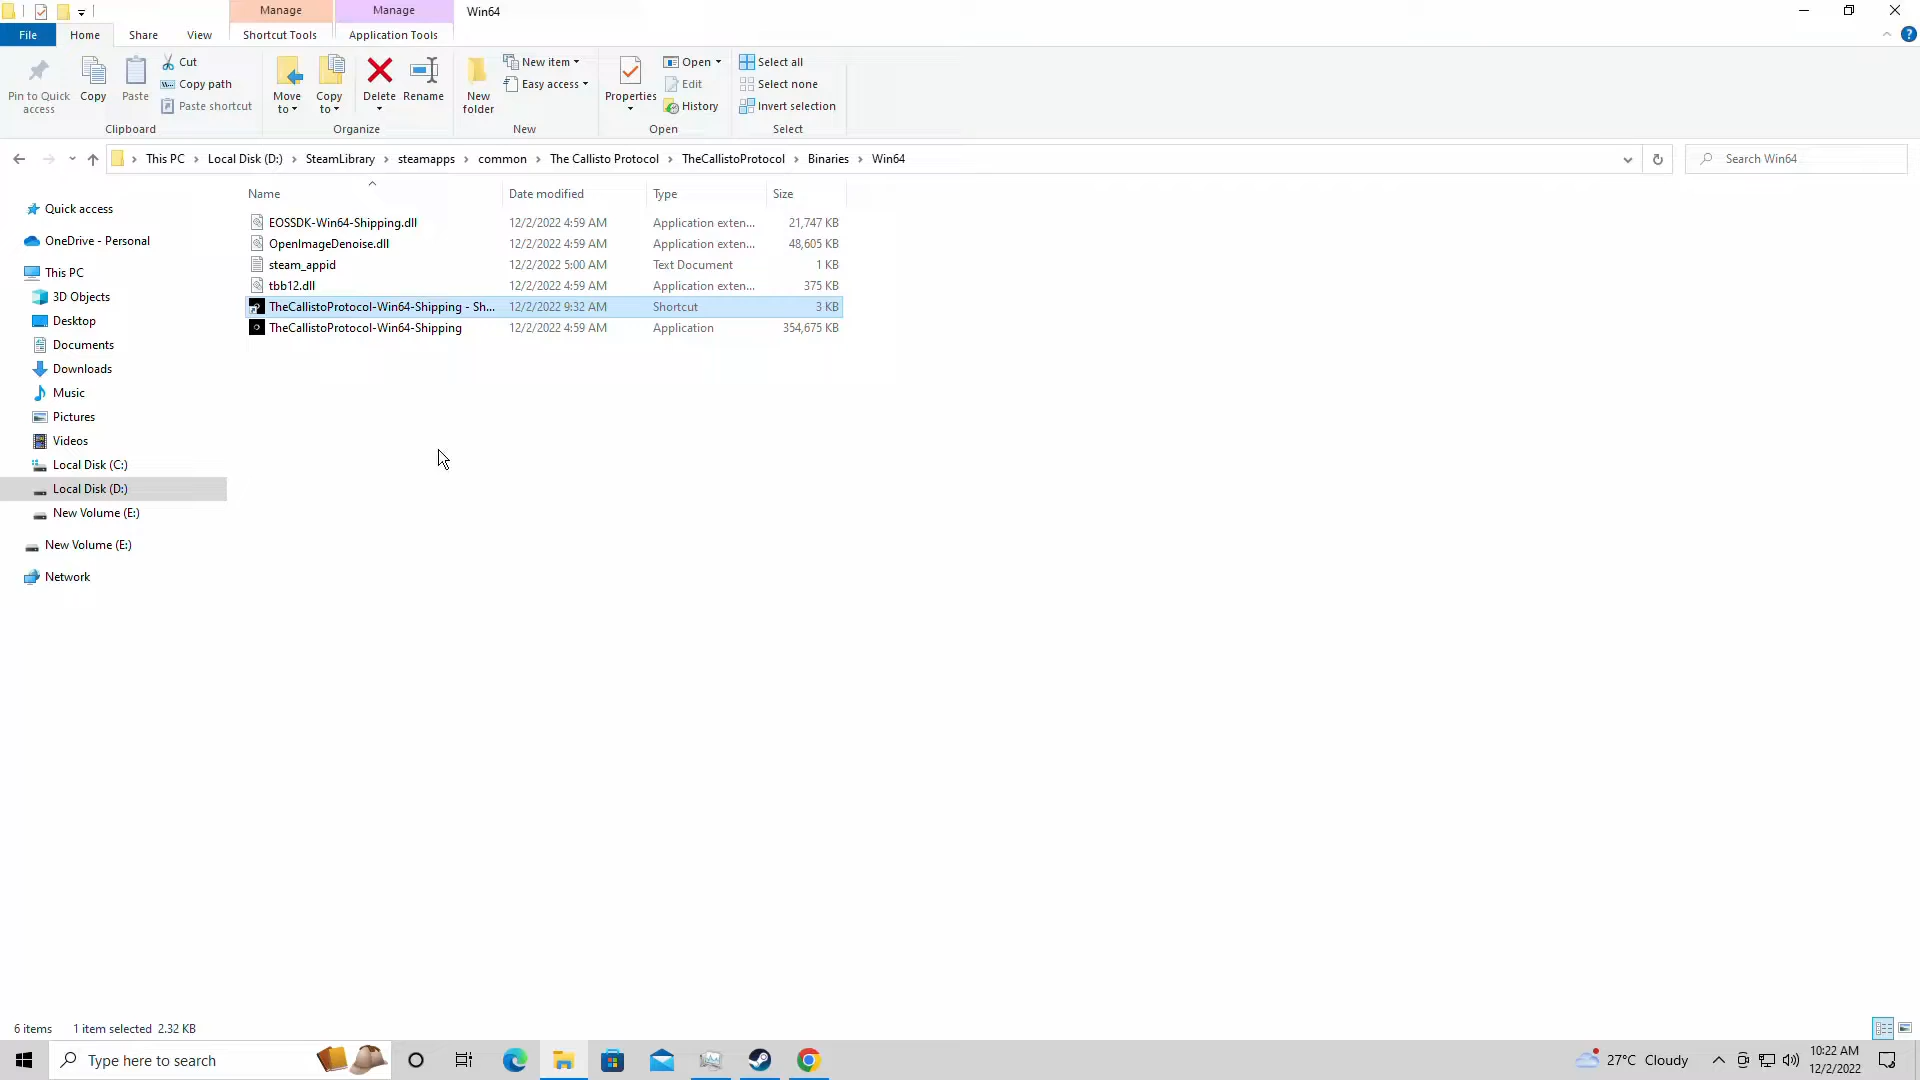 Manage
Manage
Win64
File
Home
Share
View
Shortcut Tools
Application Tools
Pin to Quick access
Copy
Paste
Cut
Copy path
Paste shortcut
Clipboard
Move to
Copy to
Delete
Rename
Organize
New folder
New item
Easy access
New
Properties
Open
Edit
History
Open
Select all
Select none
Invert selection
Select
This PC
Local Disk (D:)
SteamLibrary
steamapps
common
The Callisto Protocol
TheCallistoProtocol
Binaries
Win64
Search Win64
Name
Date modified
Type
Size
EOSSDK-Win64-Shipping.dll 12/2/2022 4:59 AM Application exten... 21,747 KB
OpenImageDenoise.dll 12/2/2022 4:59 AM Application exten... 48,605 KB
steam_appid 12/2/2022 5:00 AM Text Document 1 KB
tbb12.dll 12/2/2022 4:59 AM Application exten... 375 KB
TheCallistoProtocol-Win64-Shipping - Sh... 12/2/2022 9:32 AM Shortcut 3 KB
TheCallistoProtocol-Win64-Shipping 12/2/2022 4:59 AM Application 354,675 KB
Quick access
OneDrive - Personal
This PC
3D Objects
Desktop
Documents
Downloads
Music
Pictures
Videos
Local Disk (C:)
Local Disk (D:)
New Volume (E:)
New Volume (E:)
Network
6 items
1 item selected 2.32 KB
Type here to search
27°C Cloudy
10:22 AM
12/2/2022